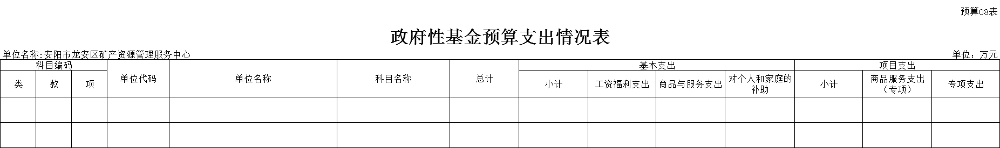 预算08表
政府性基金预算支出情况表
单位名称:安阳市龙安区矿产资源管理服务中心 单位：万元
科目编码 单位代码 单位名称 科目名称 总计 基本支出 项目支出
类 款 项 小计 工资福利支出 商品与服务支出 对个人和家庭的 小计 商品服务支出 专项支出
补助 （专项）